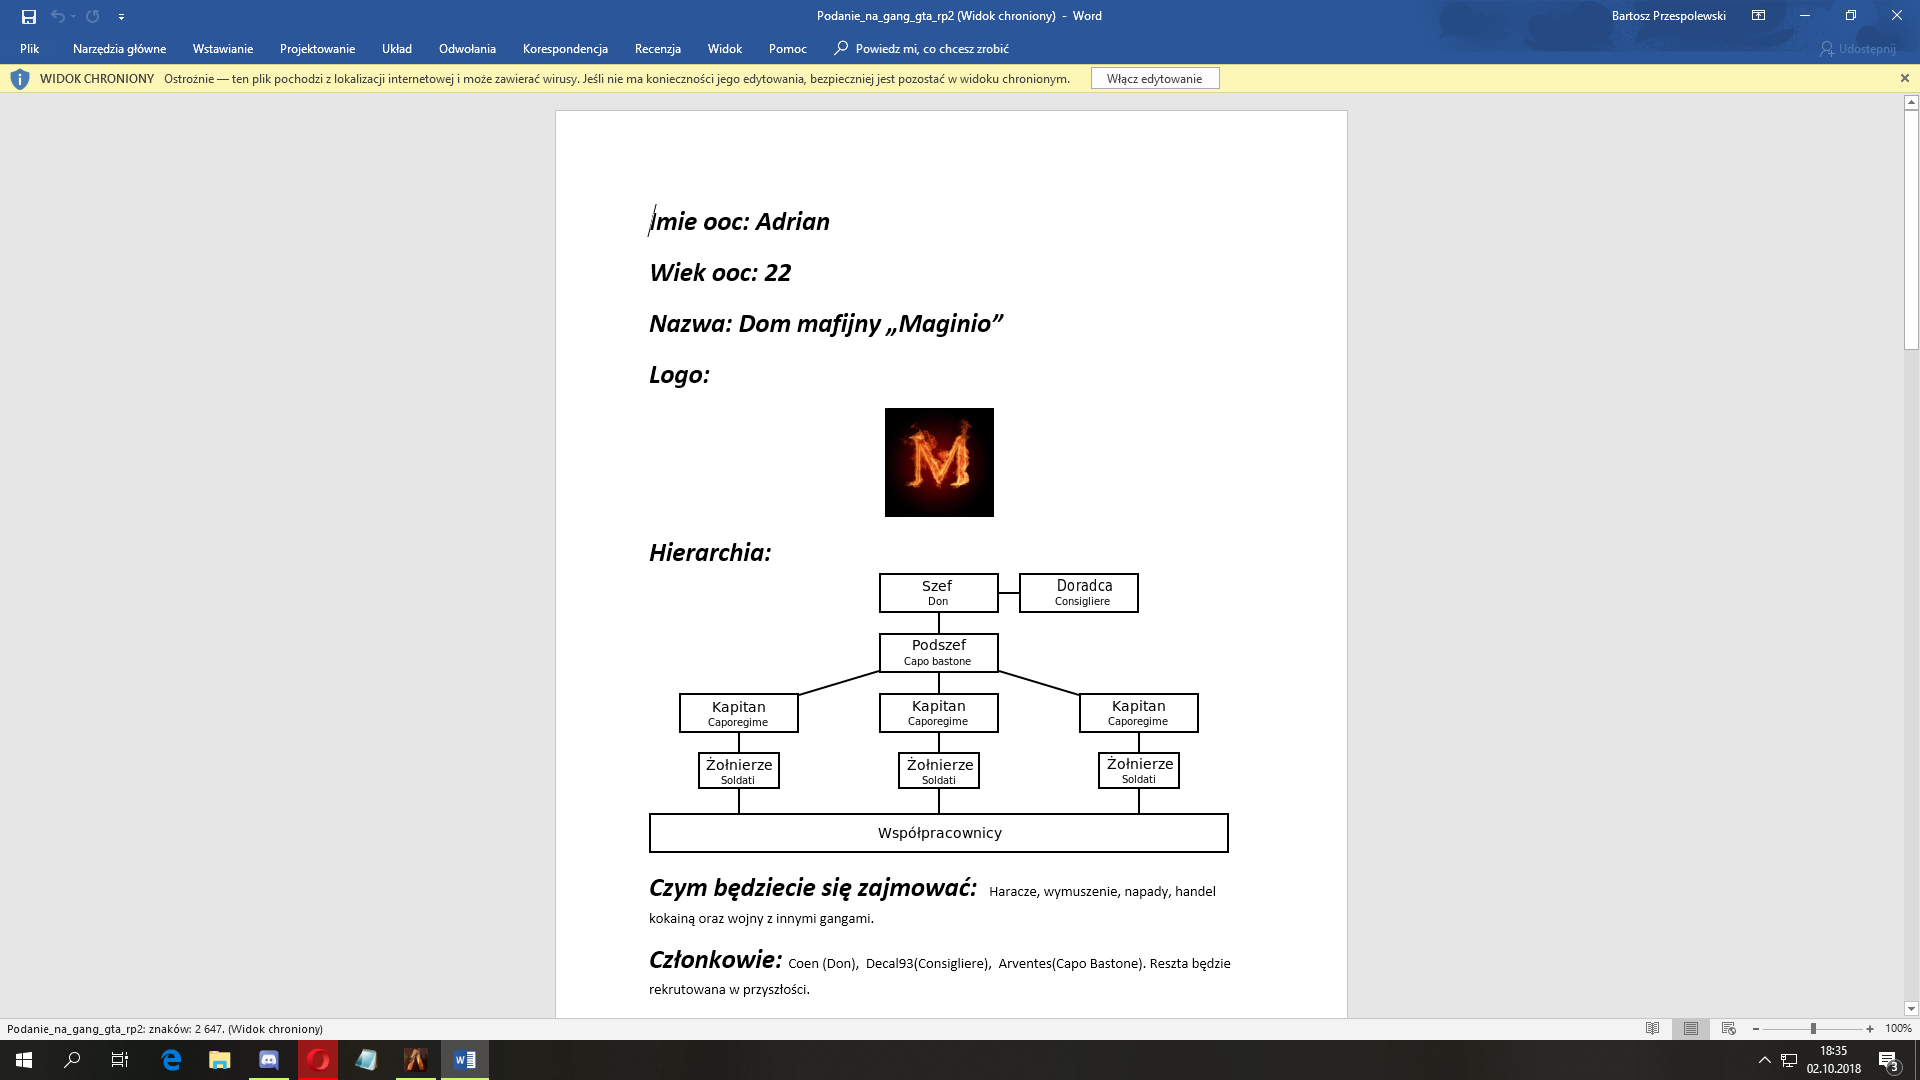 Podanie_na_gang_gta_rp2 (Widok chroniony) - Word
Bartosz Przespolewski
Plik Narzędzia główne Wstawianie Projektowanie Układ Odwołania Korespondencja Recenzja Widok Pomoc Powiedz mi, co chcesz zrobić Udostępnij
WIDOK CHRONIONY Ostrożnie — ten plik pochodzi z lokalizacji internetowej i może zawierać wirusy. Jeśli nie ma konieczności jego edytowania, bezpieczniej jest pozostać w widoku chronionym. Włącz edytowanie
Imie ooc: Adrian
Wiek ooc: 22
Nazwa: Dom mafijny „Maginio”
Logo:
M
Hierarchia:
Szef Doradca
Don Consigliere
Podszef
Capo bastone
Kapitan Kapitan Kapitan
Caporegime Caporegime Caporegime
Żołnierze Żołnierze Żołnierze
Soldati Soldati Soldati
Współpracownicy
Czym będziecie się zajmować: Haracze, wymuszenie, napady, handel
kokainą oraz wojny z innymi gangami.
Członkowie: Coen (Don), Decal93(Consigliere), Arventes(Capo Bastone). Reszta będzie
rekrutowana w przyszłości.
Podanie_na_gang_gta_rp2: znaków: 2 647. (Widok chroniony)
100%
18:35
02.10.2018
3